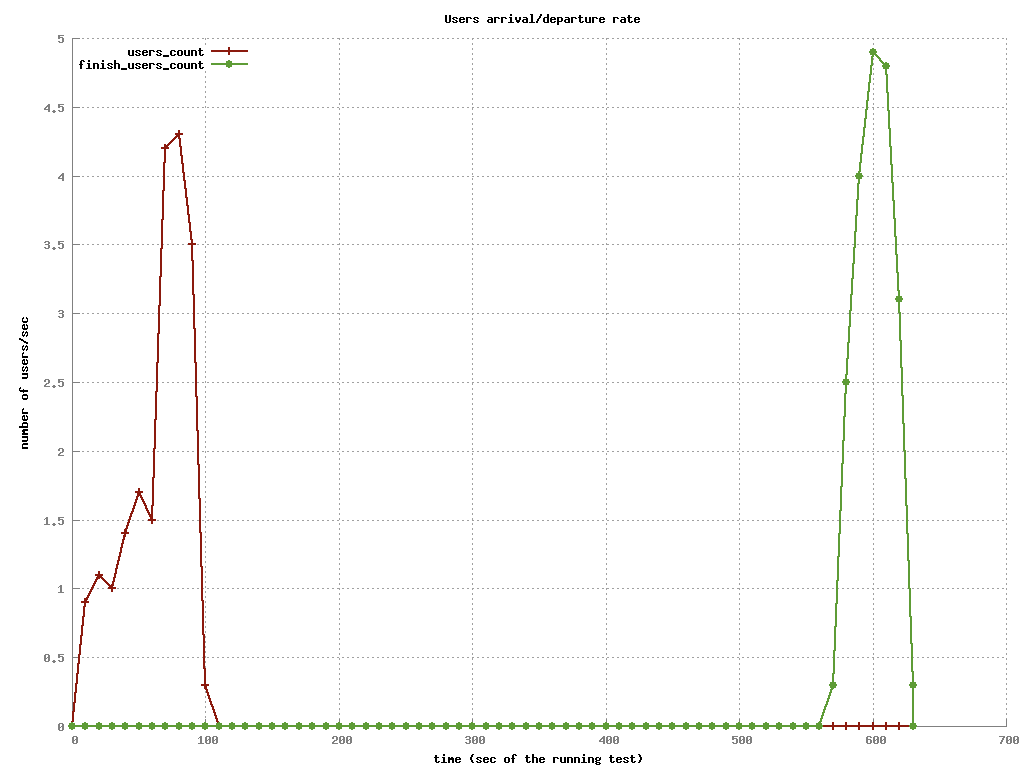 Users arrival/departure rate
users_count
finish_users_count
5
4.5
4
3.5
3
2.5
2
1.5
1
0.5
0
number of users/sec
0 100 200 300 400 500 600 700
time (sec of the running test)